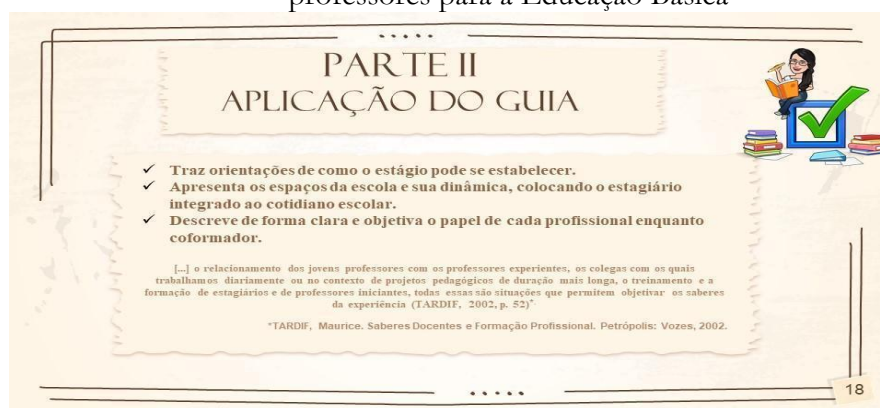 professores para a Educação Básica
PARTE II
APLICAÇÃO DO GUIA
✓ Traz orientações de como o estágio pode se estabelecer.
✓ Apresenta os espaços da escola e sua dinâmica, colocando o estagiário
integrado ao cotidiano escolar.
✓ Descreve de forma clara e objetiva o papel de cada profissional enquanto
coformador.
[...] o relacionamento dos jovens professores com os professores experientes, os colegas com os quais
trabalhamos diariamente ou no contexto de projetos pedagógicos de duração mais longa, o treinamento e a
formação de estagiários e de professores iniciantes, todas essas são situações que permitem objetivar os saberes
da experiência (TARDIF, 2002, p. 52)*
*TARDIF, Maurice. Saberes Docentes e Formação Profissional. Petrópolis: Vozes, 2002.
18